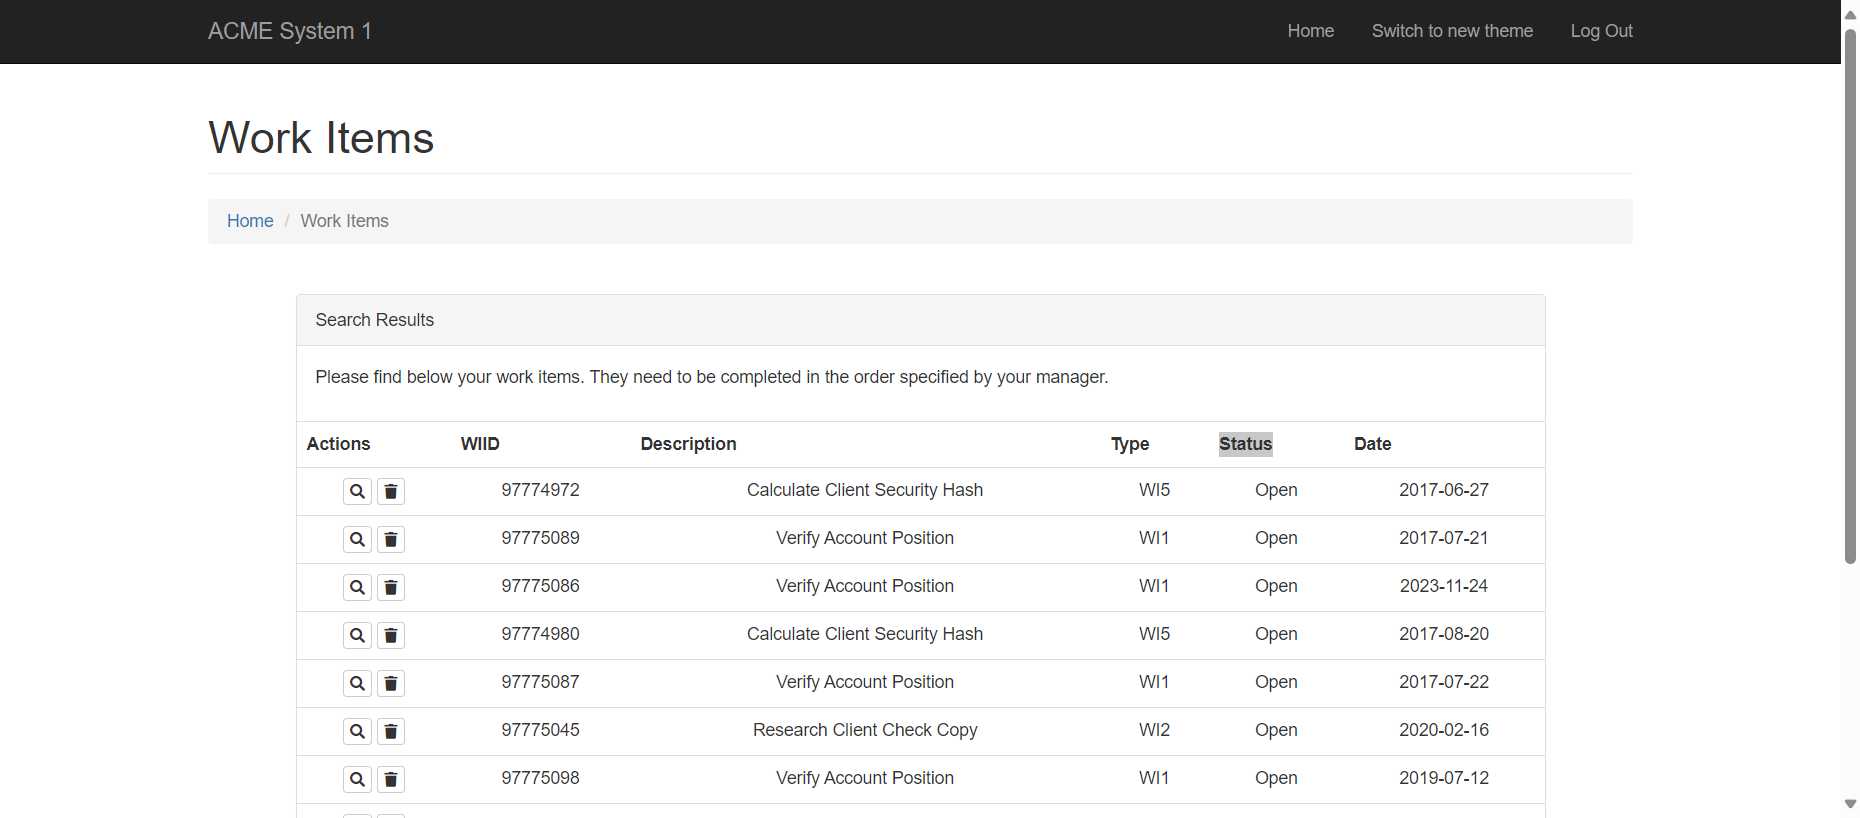 ACME System 1 Home Switch to new theme Log Out
Work Items
Home / Work Items
Search Results
Please find below your work items. They need to be completed in the order specified by your manager.
Actions WIID Description Type Status Date
97774972 Calculate Client Security Hash WI5 Open 2017-06-27
97775089 Verify Account Position WI1 Open 2017-07-21
97775086 Verify Account Position WI1 Open 2023-11-24
97774980 Calculate Client Security Hash WI5 Open 2017-08-20
97775087 Verify Account Position WI1 Open 2017-07-22
97775045 Research Client Check Copy WI2 Open 2020-02-16
97775098 Verify Account Position WI1 Open 2019-07-12